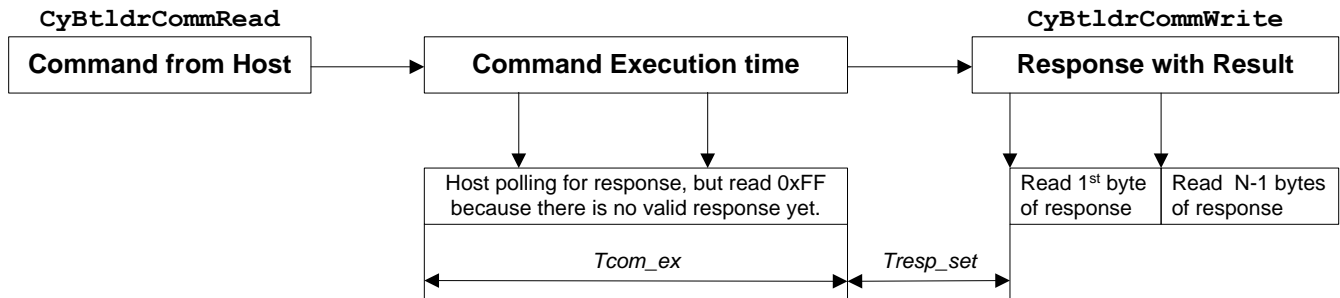 CyBtldrCommRead
CyBtldrCommWrite
Command from Host
Command Execution time
Response with Result
Host polling for response, but read 0xFF
because there is no valid response yet.
Read 1st byte
of response
Read N-1 bytes
of response
Tcom_ex
Tresp_set